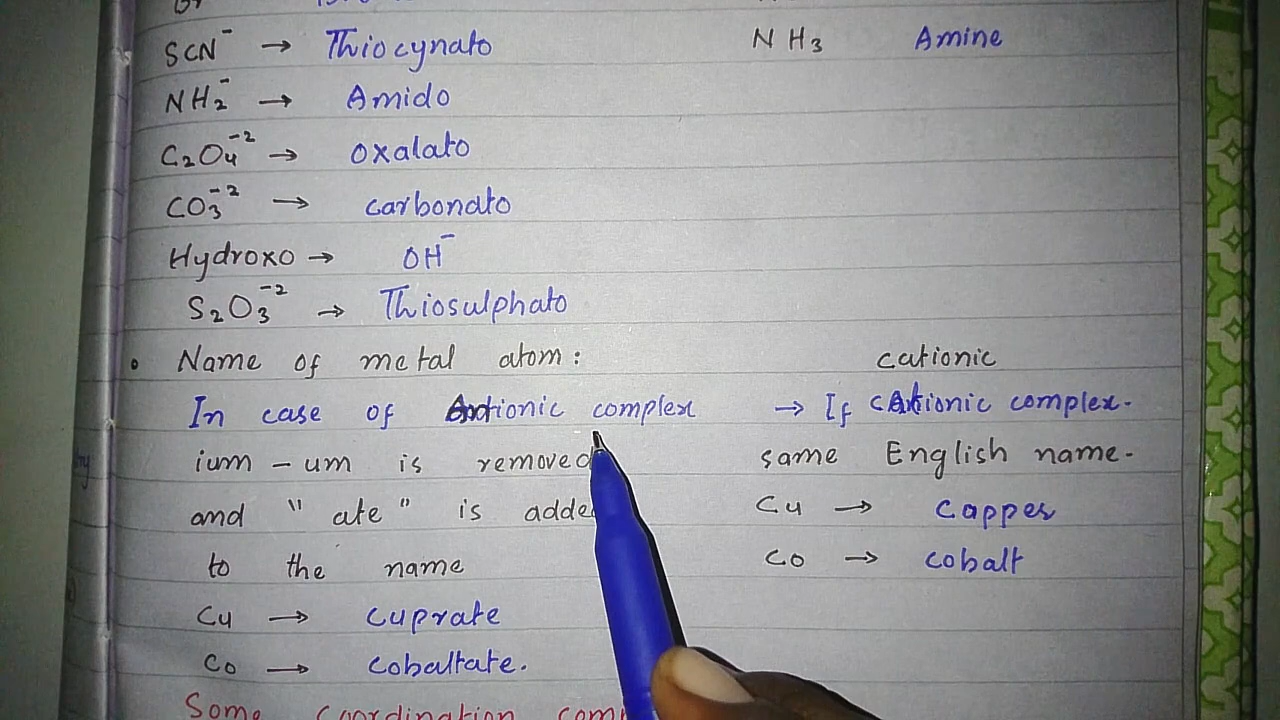 SCN⁻ → Thiocynato NH₃ Amine
NH₂⁻ → Amido
C₂O₄⁻² → oxalato
CO₃⁻² → carbonato
Hydroxo → OH⁻
S₂O₃⁻² → Thiosulphato
• Name of metal atom: cationic
In case of Anionic complex → If cationic complex.
ium - um is removed same English name.
and "ate" is adde Cu → Capper
to the name Co → cobalt
Cu → cuprate
Co → cobaltate.
Some coordination com